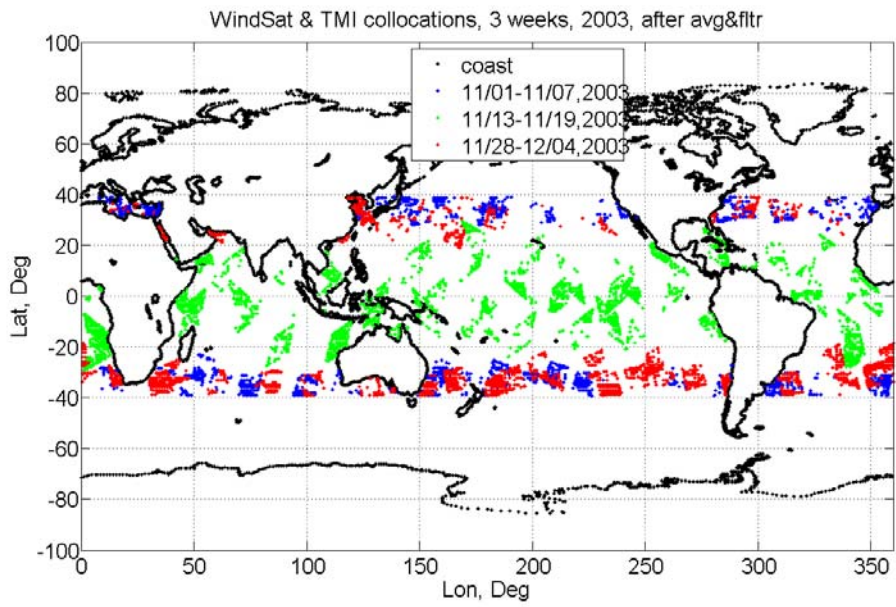 WindSat & TMI collocations, 3 weeks, 2003, after avg&fltr
coast
11/01-11/07,2003
11/13-11/19,2003
11/28-12/04,2003
100
80
60
40
20
0
-20
-40
-60
-80
-100
Lat, Deg
0 50 100 150 200 250 300 350
Lon, Deg